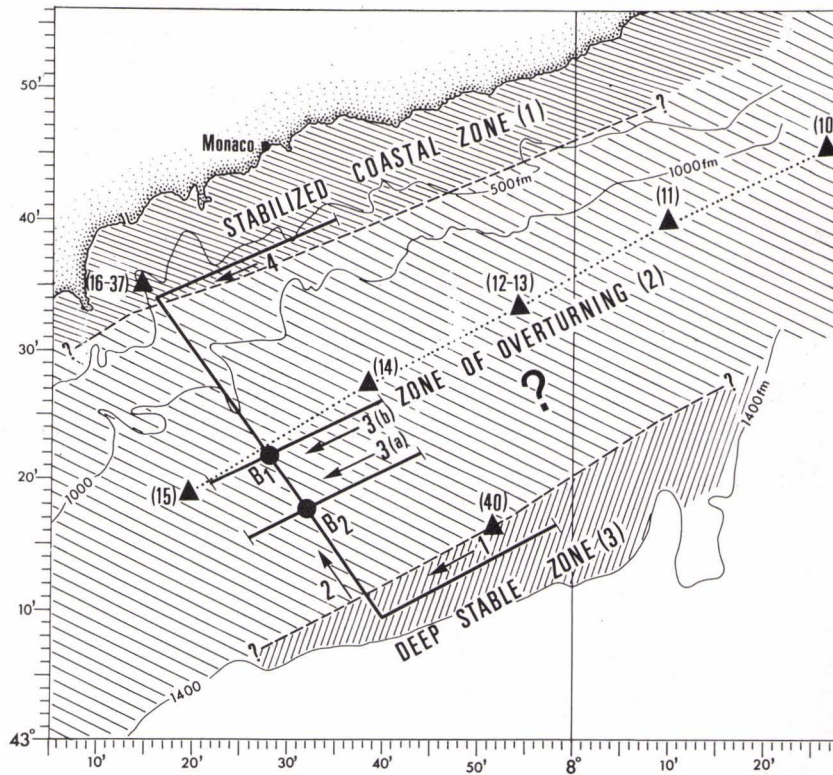 50'
Monaco
STABILIZED COASTAL ZONE (1)
?
(10)
500fm
1000 fm
40'
(11)
(16-37)
4
(12-13)
ZONE OF OVERTURNING (2)
30'
?
(14)
?
?
1400fm
3(b)
3(a)
20'
1000
(15)
B1
B2
(40)
1
2
DEEP STABLE ZONE (3)
10'
?
1400
43°
10' 20' 30' 40' 50' 8° 10' 20'